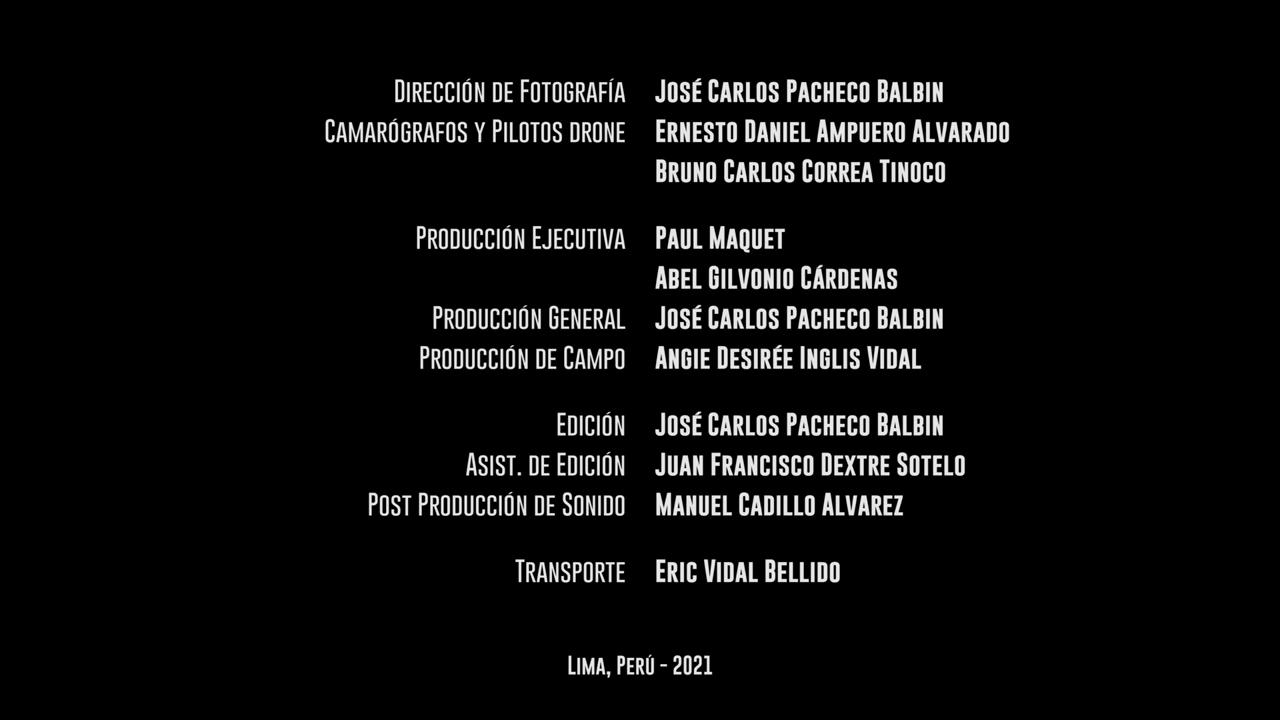 Dirección de Fotografía José Carlos Pacheco Balbin
Camarógrafos y Pilotos drone Ernesto Daniel Ampuero Alvarado
Bruno Carlos Correa Tinoco
Producción Ejecutiva Paul Maquet
Abel Gilvonio Cárdenas
Producción General José Carlos Pacheco Balbin
Producción de Campo Angie Desirée Inglis Vidal
Edición José Carlos Pacheco Balbin
Asist. de Edición Juan Francisco Dextre Sotelo
Post Producción de Sonido Manuel Cadillo Alvarez
Transporte Eric Vidal Bellido
Lima, Perú - 2021